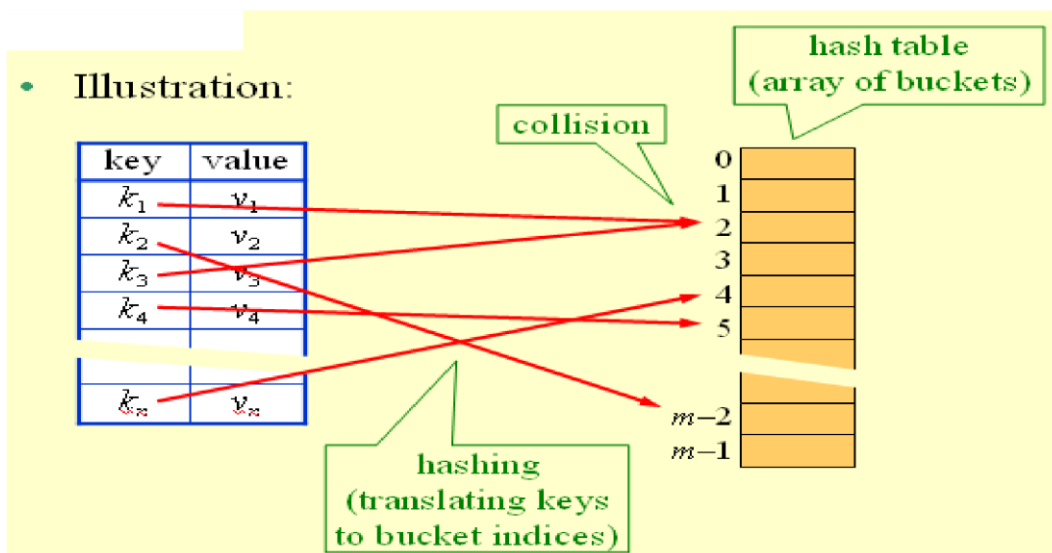 • Illustration:
hash table
(array of buckets)
collision
key value
k₁ v₁
k₂ v₂
k₃ v₃
k₄ v₄
kₙ vₙ
0
1
2
3
4
5
m–2
m–1
hashing
(translating keys
to bucket indices)